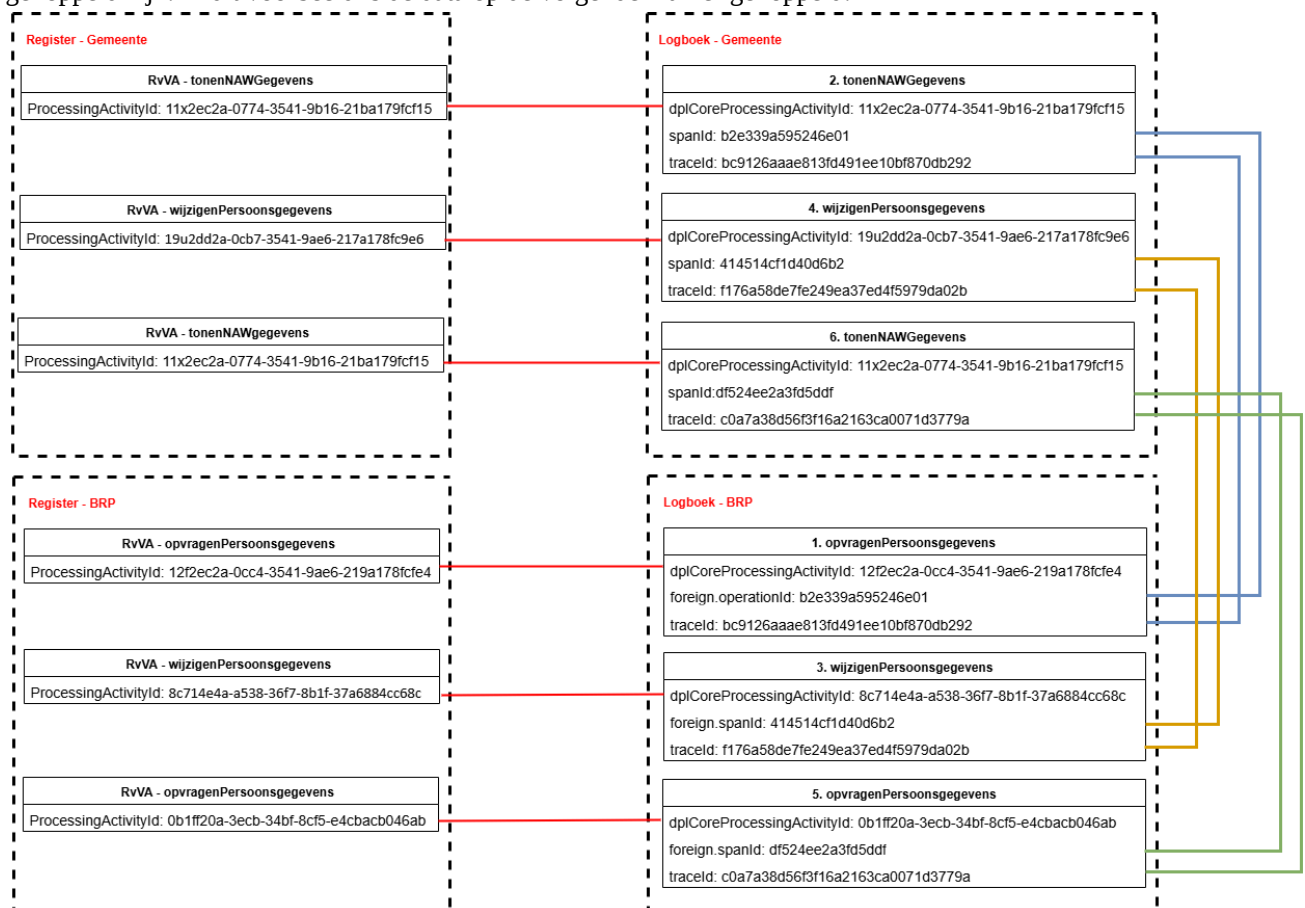 Register - Gemeente
RvVA - tonenNAWGegevens
ProcessingActivityId: 11x2ec2a-0774-3541-9b16-21ba179fcf15
RvVA - wijzigenPersoonsgegevens
ProcessingActivityId: 19u2dd2a-0cb7-3541-9ae6-217a178fc9e6
RvVA - tonenNAWgegevens
ProcessingActivityId: 11x2ec2a-0774-3541-9b16-21ba179fcf15
Logboek - Gemeente
2. tonenNAWGegevens
dplCoreProcessingActivityId: 11x2ec2a-0774-3541-9b16-21ba179fcf15
spanId: b2e339a595246e01
traceId: bc9126aaae813fd491ee10bf870db292
4. wijzigenPersoonsgegevens
dplCoreProcessingActivityId: 19u2dd2a-0cb7-3541-9ae6-217a178fc9e6
spanId: 414514cf1d40d6b2
traceId: f176a58de7fe249ea37ed4f5979da02b
6. tonenNAWGegevens
dplCoreProcessingActivityId: 11x2ec2a-0774-3541-9b16-21ba179fcf15
spanId:df524ee2a3fd5ddf
traceId: c0a7a38d56f3f16a2163ca0071d3779a
Register - BRP
RvVA - opvragenPersoonsgegevens
ProcessingActivityId: 12f2ec2a-0cc4-3541-9ae6-219a178fcfe4
RvVA - wijzigenPersoonsgegevens
ProcessingActivityId: 8c714e4a-a538-36f7-8b1f-37a6884cc68c
RvVA - opvragenPersoonsgegevens
ProcessingActivityId: 0b1ff20a-3ecb-34bf-8cf5-e4cbacb046ab
Logboek - BRP
1. opvragenPersoonsgegevens
dplCoreProcessingActivityId: 12f2ec2a-0cc4-3541-9ae6-219a178fcfe4
foreign.operationId: b2e339a595246e01
traceId: bc9126aaae813fd491ee10bf870db292
3. wijzigenPersoonsgegevens
dplCoreProcessingActivityId: 8c714e4a-a538-36f7-8b1f-37a6884cc68c
foreign.spanId: 414514cf1d40d6b2
traceId: f176a58de7fe249ea37ed4f5979da02b
5. opvragenPersoonsgegevens
dplCoreProcessingActivityId: 0b1ff20a-3ecb-34bf-8cf5-e4cbacb046ab
foreign.spanId: df524ee2a3fd5ddf
traceId: c0a7a38d56f3f16a2163ca0071d3779a